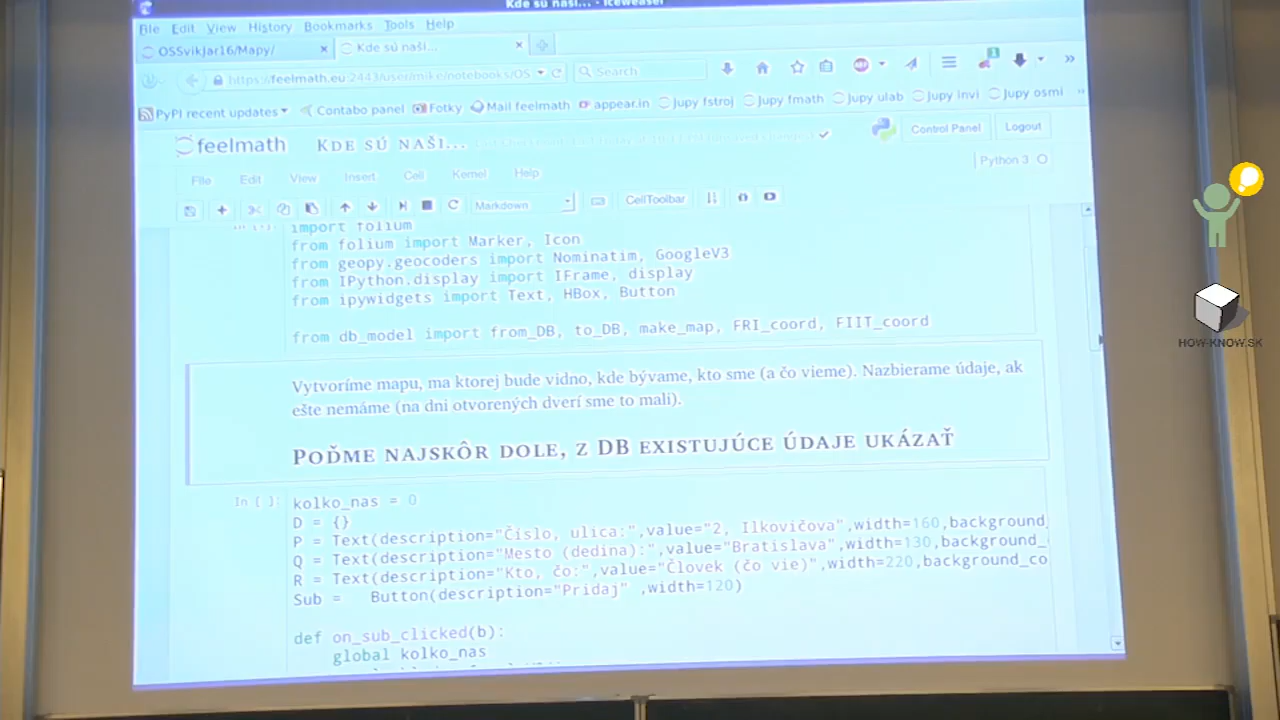 Kde sú naši... - Iceweasel
File Edit View History Bookmarks Tools Help
OSSvikJar16/Mapy/ × Kde sú naši... ×
https://feelmath.eu:2443/user/mike/notebooks/OS Search 1
PyPI recent updates Contabo panel Fotky Mail feelmath appear.in Jupy fstroj Jupy fmath Jupy ulab Jupy invi Jupy osmi
feelmath KDE SÚ NAŠI... Control Panel Logout
File Edit View Insert Cell Kernel Help Python 3
Markdown CellToolbar
import folium
from folium import Marker, Icon
from geopy.geocoders import Nominatim, GoogleV3
from IPython.display import IFrame, display
from ipywidgets import Text, HBox, Button
from db_model import from_DB, to_DB, make_map, FRI_coord, FIIT_coord
Vytvoríme mapu, ma ktorej bude vidno, kde bývame, kto sme (a čo vieme). Nazbierame údaje, ak
ešte nemáme (na dni otvorených dverí sme to mali).
POĎME NAJSKÔR DOLE, Z DB EXISTUJÚCE ÚDAJE UKÁZAŤ
In [ ]: kolko_nas = 0
D = {}
P = Text(description="Číslo, ulica:",value="2, Ilkovičova",width=160,background
Q = Text(description="Mesto (dedina):",value="Bratislava",width=130,background_
R = Text(description="Kto, čo:",value="Človek (čo vie)",width=220,background_co
Sub = Button(description="Pridaj" ,width=120)
def on_sub_clicked(b):
global kolko_nas
HOW-KNOW.SK